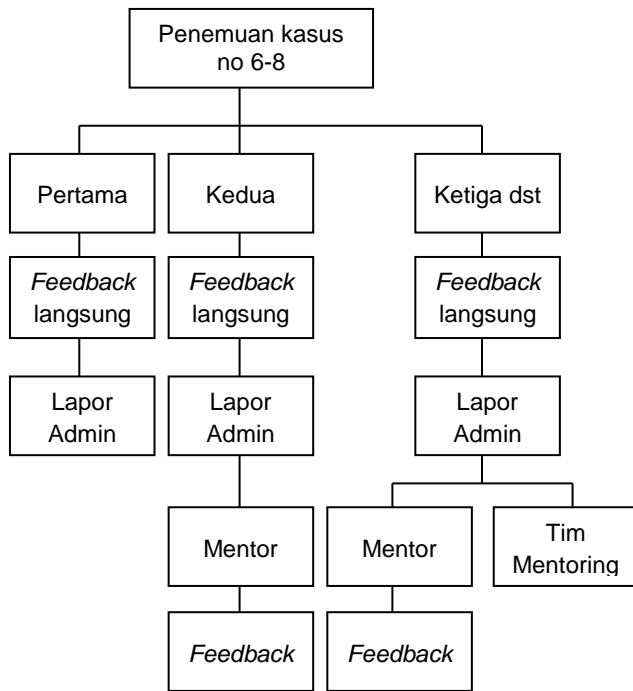 Penemuan kasus
no 6-8
Pertama
Kedua
Ketiga dst
Feedback
langsung
Feedback
langsung
Feedback
langsung
Lapor
Admin
Lapor
Admin
Lapor
Admin
Mentor
Mentor
Tim
Mentoring
Feedback
Feedback